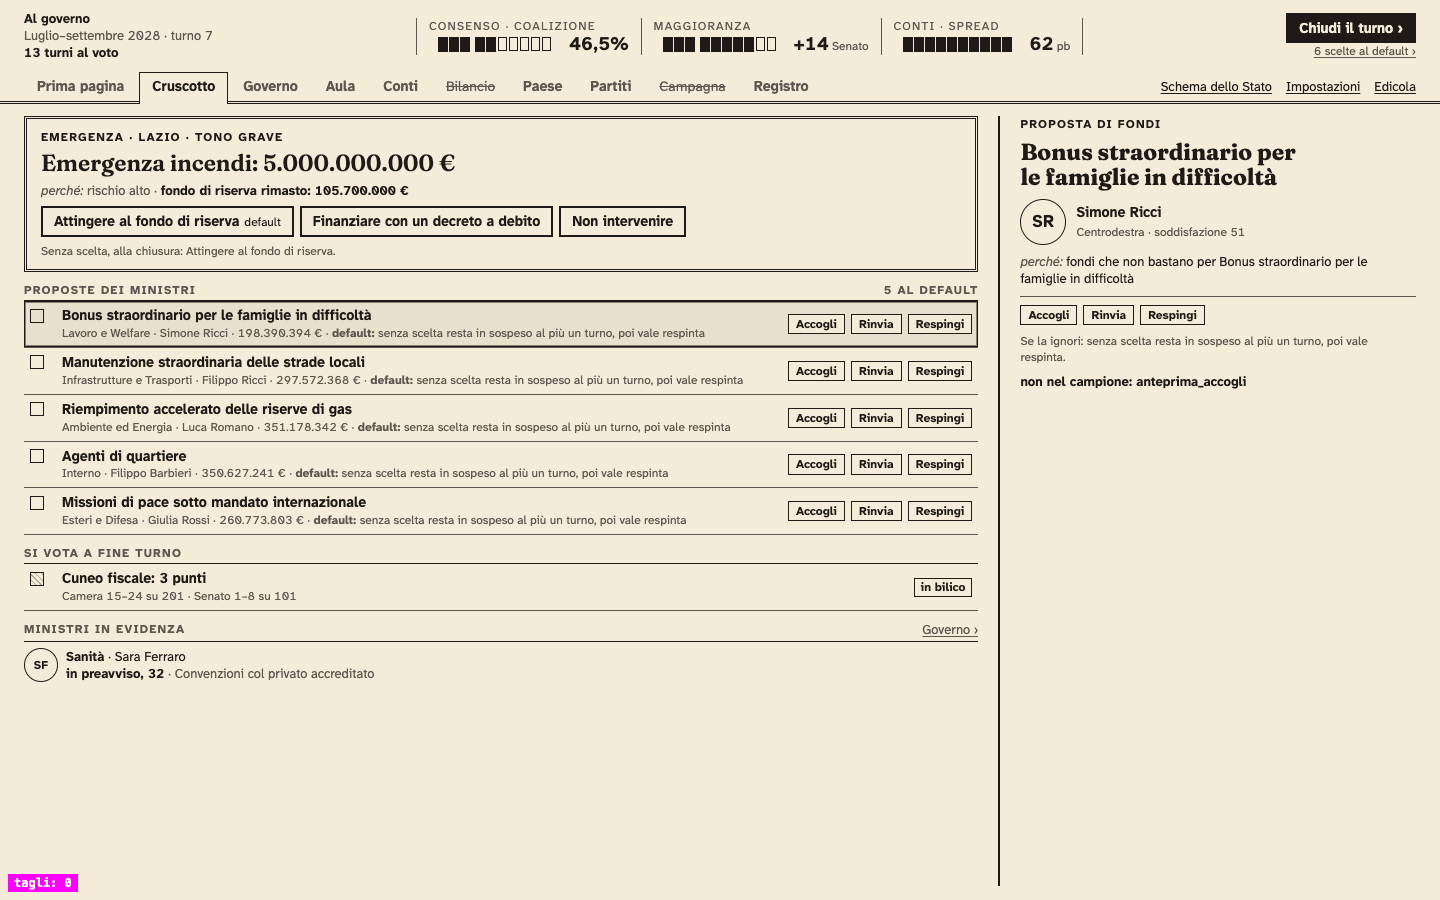 Al governo
Luglio–settembre 2028 · turno 7
13 turni al voto
CONSENSO · COALIZIONE
46,5%
MAGGIORANZA
+14 Senato
CONTI · SPREAD
62 pb
Chiudi il turno ›
6 scelte al default ›
Prima pagina Cruscotto Governo Aula Conti Bilancio Paese Partiti Campagna Registro
Schema dello Stato Impostazioni Edicola
EMERGENZA · LAZIO · TONO GRAVE
Emergenza incendi: 5.000.000.000 €
perché: rischio alto · fondo di riserva rimasto: 105.700.000 €
Attingere al fondo di riserva default Finanziare con un decreto a debito Non intervenire
Senza scelta, alla chiusura: Attingere al fondo di riserva.
PROPOSTE DEI MINISTRI 5 AL DEFAULT
Bonus straordinario per le famiglie in difficoltà
Lavoro e Welfare · Simone Ricci · 198.390.394 € · default: senza scelta resta in sospeso al più un turno, poi vale respinta
Accogli Rinvia Respingi
Manutenzione straordinaria delle strade locali
Infrastrutture e Trasporti · Filippo Ricci · 297.572.368 € · default: senza scelta resta in sospeso al più un turno, poi vale respinta
Accogli Rinvia Respingi
Riempimento accelerato delle riserve di gas
Ambiente ed Energia · Luca Romano · 351.178.342 € · default: senza scelta resta in sospeso al più un turno, poi vale respinta
Accogli Rinvia Respingi
Agenti di quartiere
Interno · Filippo Barbieri · 350.627.241 € · default: senza scelta resta in sospeso al più un turno, poi vale respinta
Accogli Rinvia Respingi
Missioni di pace sotto mandato internazionale
Esteri e Difesa · Giulia Rossi · 260.773.803 € · default: senza scelta resta in sospeso al più un turno, poi vale respinta
Accogli Rinvia Respingi
SI VOTA A FINE TURNO
Cuneo fiscale: 3 punti
Camera 15–24 su 201 · Senato 1–8 su 101
in bilico
MINISTRI IN EVIDENZA Governo ›
SF
Sanità · Sara Ferraro
in preavviso, 32 · Convenzioni col privato accreditato
PROPOSTA DI FONDI
Bonus straordinario per
le famiglie in difficoltà
SR
Simone Ricci
Centrodestra · soddisfazione 51
perché: fondi che non bastano per Bonus straordinario per le
famiglie in difficoltà
Accogli Rinvia Respingi
Se la ignori: senza scelta resta in sospeso al più un turno, poi vale
respinta.
non nel campione: anteprima_accogli
tagli: 0